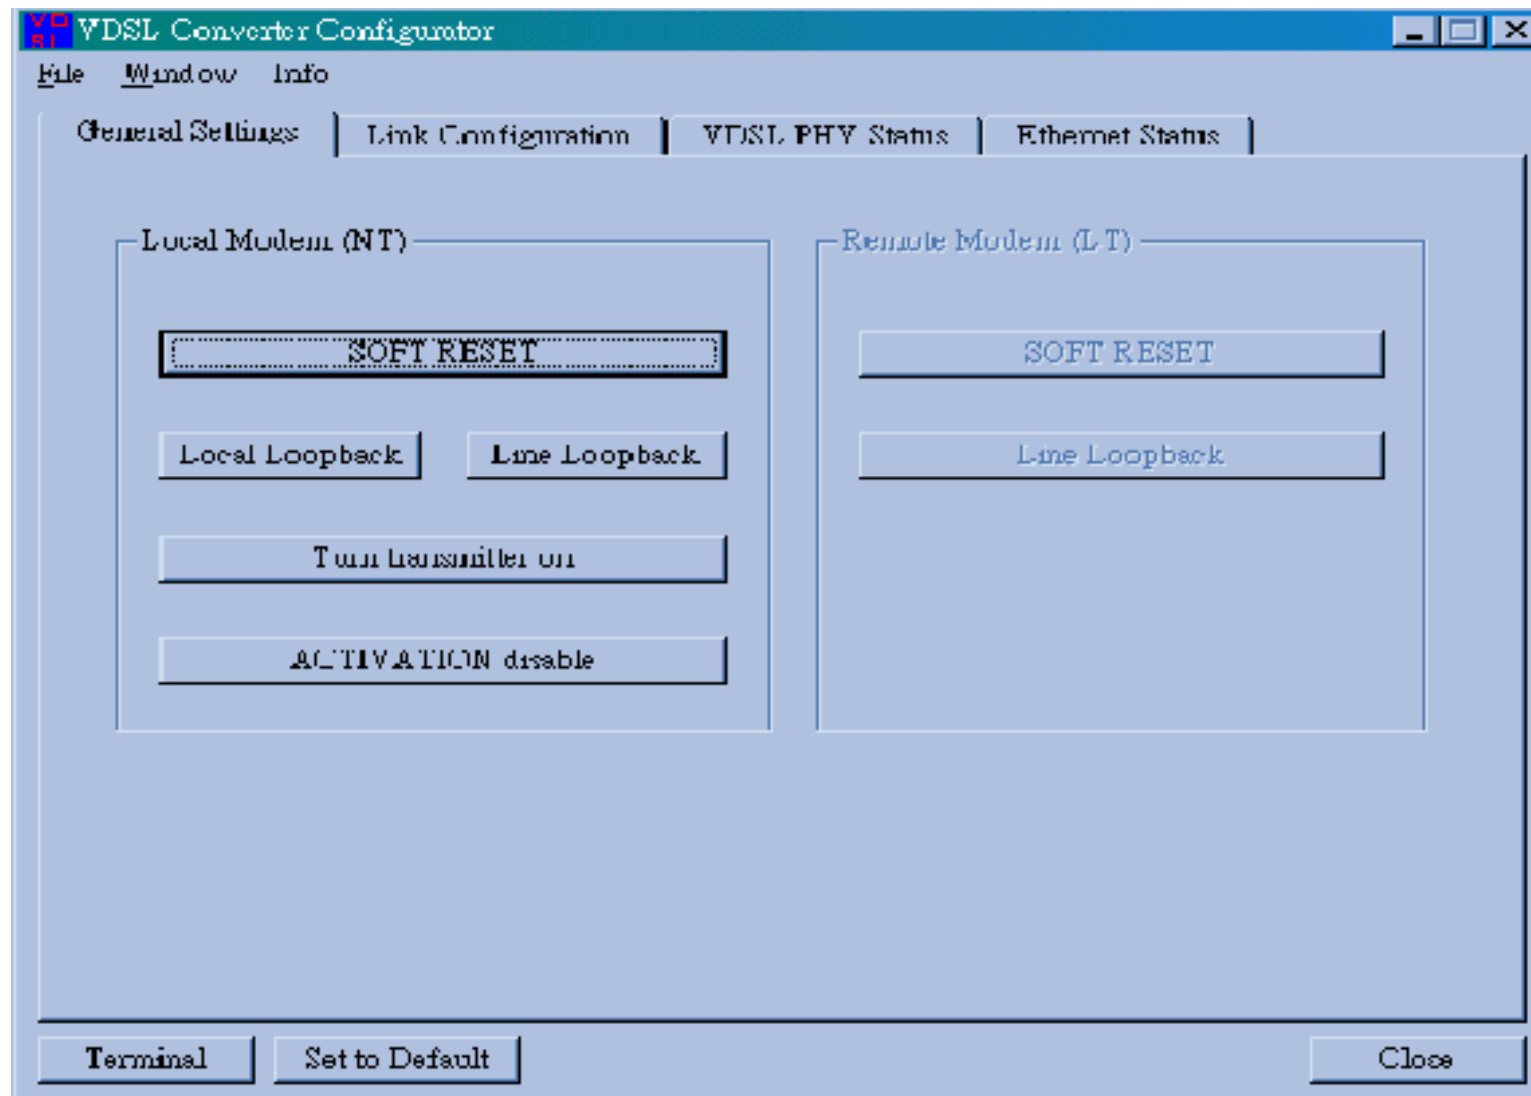 VD
SL
VDSL Converter Configurator
File Window Info
General Settings Link Configuration VDSL PHY Status Ethernet Status
Local Modem (NT) Remote Modem (LT)
SOFT RESET SOFT RESET
Local Loopback Line Loopback Line Loopback
Turn transmitter on
ACTIVATION disable
Terminal Set to Default Close